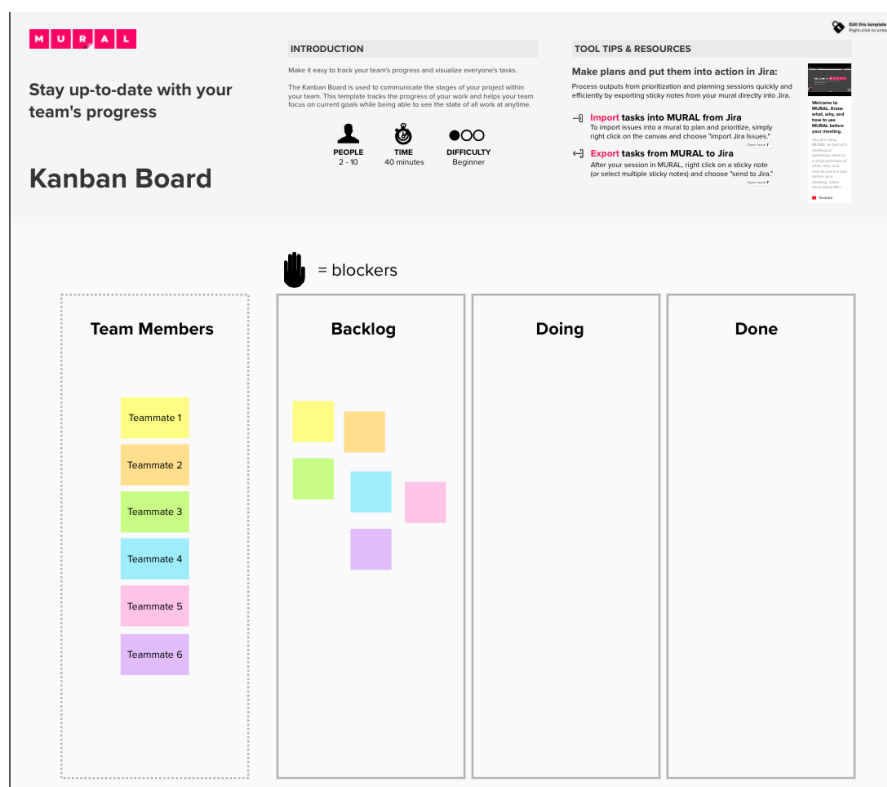 MURAL
Stay up-to-date with your
team's progress
Kanban Board
INTRODUCTION
Make it easy to track your team's progress and visualize everyone's tasks.
The Kanban Board is used to communicate the stages of your project within
your team. This template tracks the progress of your work and helps your team
focus on current goals while being able to see the state of all work at anytime.
PEOPLE
2 - 10
TIME
40 minutes
DIFFICULTY
Beginner
TOOL TIPS & RESOURCES
Make plans and put them into action in Jira:
Process outputs from prioritization and planning sessions quickly and
efficiently by exporting sticky notes from your mural directly into Jira.
Import tasks into MURAL from Jira
To import issues into a mural to plan and prioritize, simply
right click on the canvas and choose "import Jira Issues."
Export tasks from MURAL to Jira
After your session in MURAL, right click on a sticky note
(or select multiple sticky notes) and choose "send to Jira."
Edit this template
Right-click to
Welcome to
MURAL. Know
what, why, and
how to use
MURAL before
your meeting.
Youtube
= blockers
Team Members
Teammate 1
Teammate 2
Teammate 3
Teammate 4
Teammate 5
Teammate 6
Backlog
Doing
Done